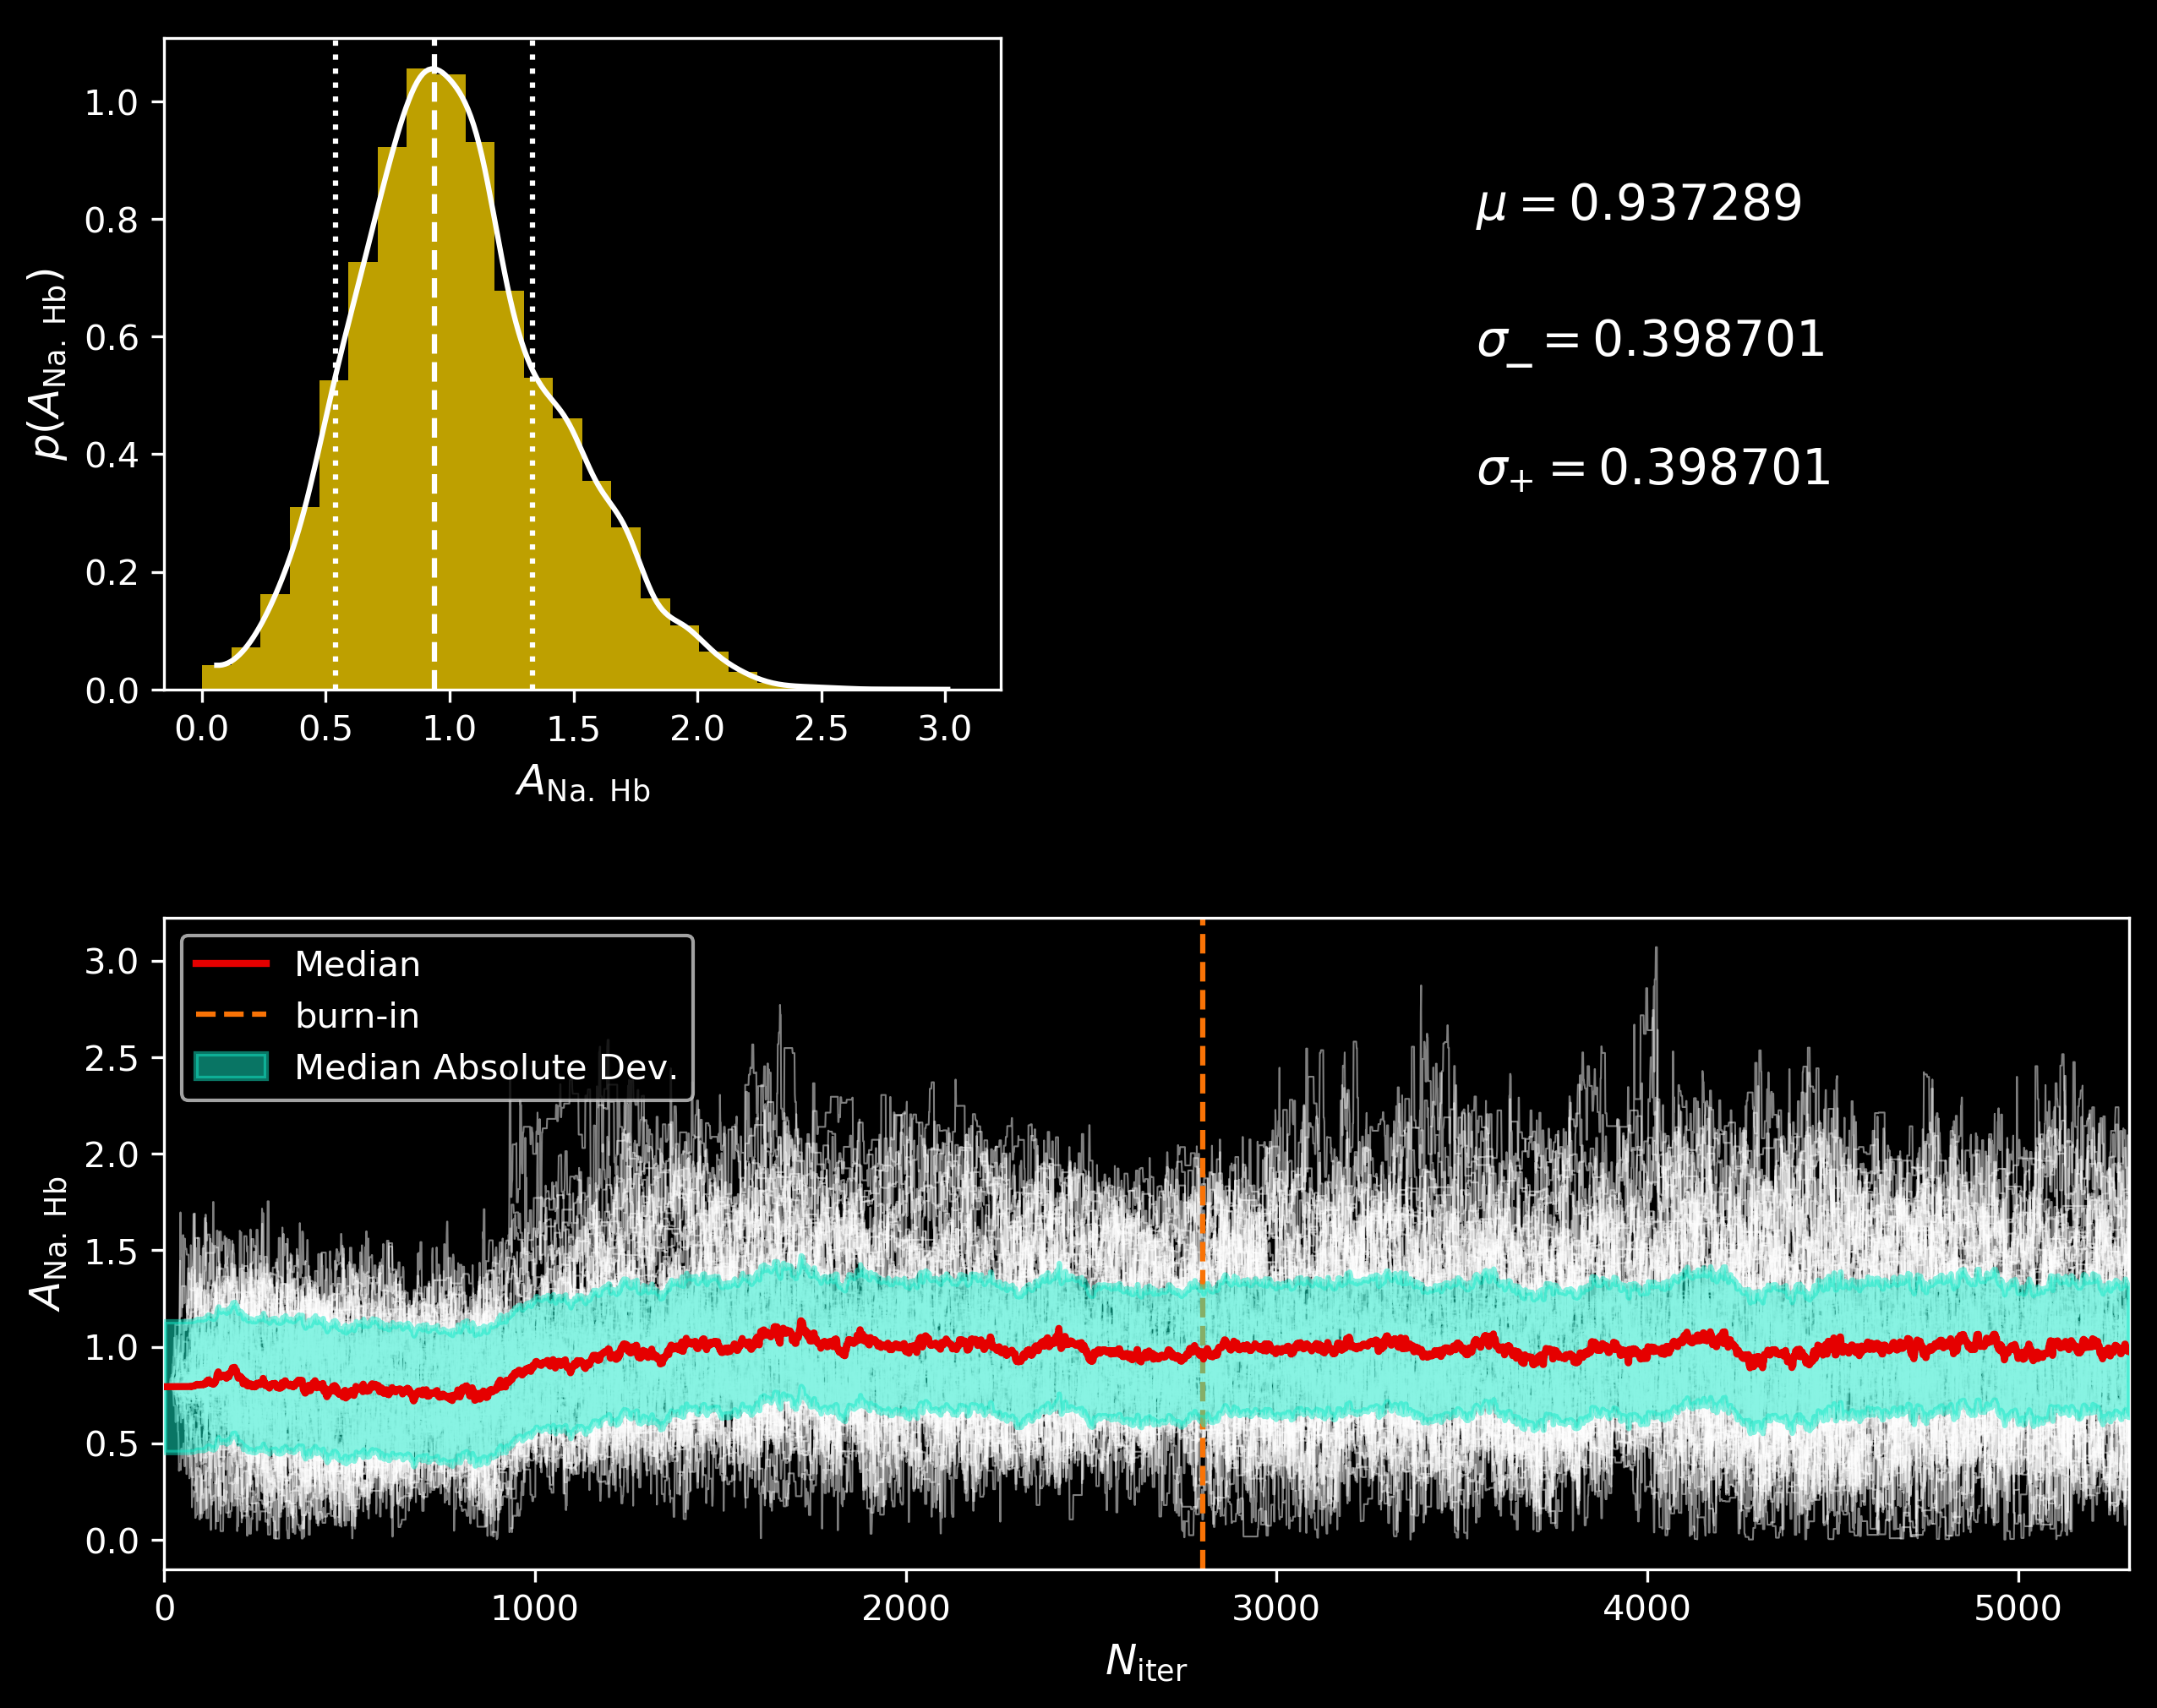 1.0
0.8
0.6
0.4
0.2
0.0
p(A_Na. Hb)
0.0 0.5 1.0 1.5 2.0 2.5 3.0
A_Na. Hb
μ = 0.937289
σ_− = 0.398701
σ_+ = 0.398701
Median
burn-in
Median Absolute Dev.
3.0
2.5
2.0
1.5
1.0
0.5
0.0
A_Na. Hb
0 1000 2000 3000 4000 5000
N_iter